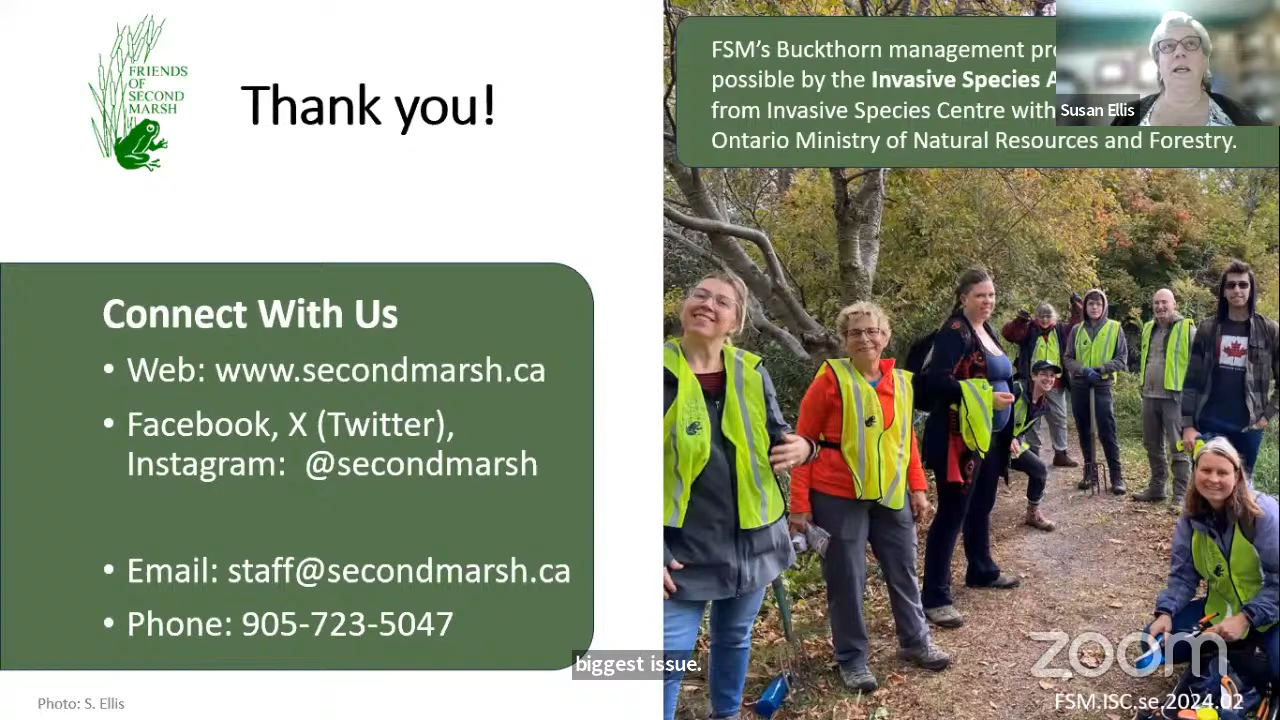 FRIENDS
OF
SECOND
MARSH
Thank you!
FSM's Buckthorn management
possible by the Invasive Species
from Invasive Species Centre with
Ontario Ministry of Natural Resources and Forestry.
Susan Ellis
Connect With Us
• Web: www.secondmarsh.ca
• Facebook, X (Twitter),
Instagram: @secondmarsh
• Email: staff@secondmarsh.ca
• Phone: 905-723-5047
biggest issue.
zoom
Photo: S. Ellis
FSM.ISC.se.2024.02